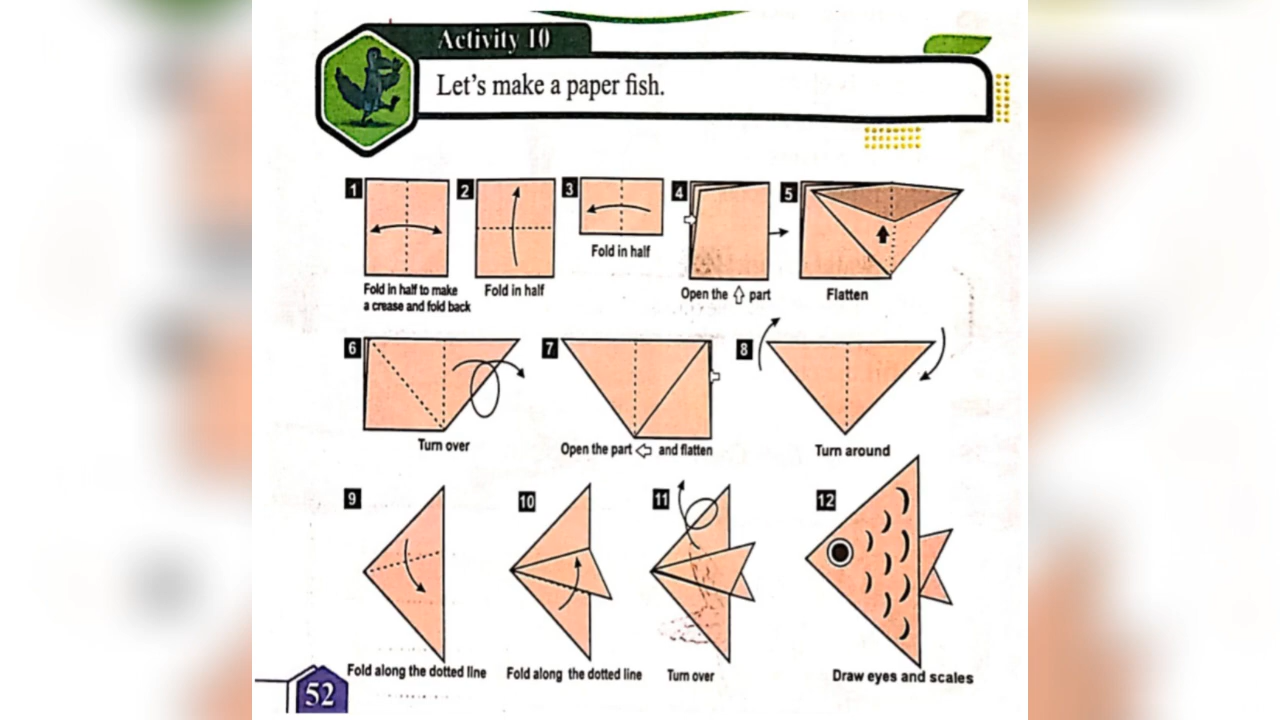 Activity 10
Let's make a paper fish.
1
2
3
4
5
Fold in half to make
a crease and fold back
Fold in half
Fold in half
Open the ⇧ part
Flatten
6
7
8
Turn over
Open the part ⇦ and flatten
Turn around
9
10
11
12
Fold along the dotted line
Fold along the dotted line
Turn over
Draw eyes and scales
52